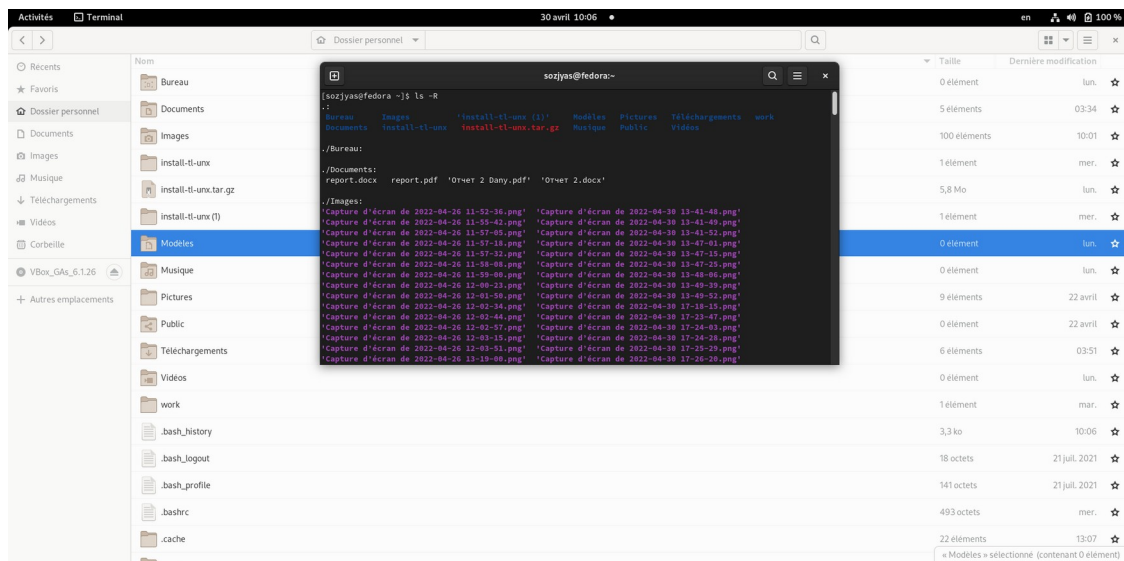 Activités Terminal 30 avril 10:06 en 100 %
Dossier personnel
Récents
Favoris
Dossier personnel
Documents
Images
Musique
Téléchargements
Vidéos
Corbeille
VBox_GAs_6.1.26
+ Autres emplacements
Nom Taille Dernière modification
Bureau 0 élément lun.
Documents 5 éléments 03:34
Images 100 éléments 10:01
install-tl-unx 1 élément mer.
install-tl-unx.tar.gz 5,8 Mo lun.
install-tl-unx (1) 1 élément mer.
Modèles 0 élément lun.
Musique 0 élément lun.
Pictures 9 éléments 22 avril
Public 0 élément 22 avril
Téléchargements 6 éléments 03:51
Vidéos 0 élément lun.
work 1 élément mar.
.bash_history 3,3 ko 10:06
.bash_logout 18 octets 21 juil. 2021
.bash_profile 141 octets 21 juil. 2021
.bashrc 493 octets mer.
.cache 22 éléments 13:07
« Modèles » sélectionné (contenant 0 élément)
sozjyas@fedora:~
[sozjyas@fedora ~]$ ls -R
.:
Bureau Images 'install-tl-unx (1)' Modèles Pictures Téléchargements work
Documents install-tl-unx install-tl-unx.tar.gz Musique Public Vidéos
./Bureau:
./Documents:
report.docx report.pdf 'Отчет 2 Dany.pdf' 'Отчет 2.docx'
./Images:
'Capture d'écran de 2022-04-26 11-52-36.png' 'Capture d'écran de 2022-04-30 13-41-48.png'
'Capture d'écran de 2022-04-26 11-55-42.png' 'Capture d'écran de 2022-04-30 13-41-49.png'
'Capture d'écran de 2022-04-26 11-57-05.png' 'Capture d'écran de 2022-04-30 13-41-52.png'
'Capture d'écran de 2022-04-26 11-57-18.png' 'Capture d'écran de 2022-04-30 13-47-01.png'
'Capture d'écran de 2022-04-26 11-57-32.png' 'Capture d'écran de 2022-04-30 13-47-15.png'
'Capture d'écran de 2022-04-26 11-58-08.png' 'Capture d'écran de 2022-04-30 13-47-25.png'
'Capture d'écran de 2022-04-26 11-59-00.png' 'Capture d'écran de 2022-04-30 13-48-06.png'
'Capture d'écran de 2022-04-26 12-00-23.png' 'Capture d'écran de 2022-04-30 13-49-39.png'
'Capture d'écran de 2022-04-26 12-01-50.png' 'Capture d'écran de 2022-04-30 13-49-52.png'
'Capture d'écran de 2022-04-26 12-02-34.png' 'Capture d'écran de 2022-04-30 17-18-15.png'
'Capture d'écran de 2022-04-26 12-02-44.png' 'Capture d'écran de 2022-04-30 17-23-47.png'
'Capture d'écran de 2022-04-26 12-02-57.png' 'Capture d'écran de 2022-04-30 17-24-03.png'
'Capture d'écran de 2022-04-26 12-03-15.png' 'Capture d'écran de 2022-04-30 17-24-28.png'
'Capture d'écran de 2022-04-26 12-03-51.png' 'Capture d'écran de 2022-04-30 17-25-29.png'
'Capture d'écran de 2022-04-26 13-19-00.png' 'Capture d'écran de 2022-04-30 17-26-20.png'